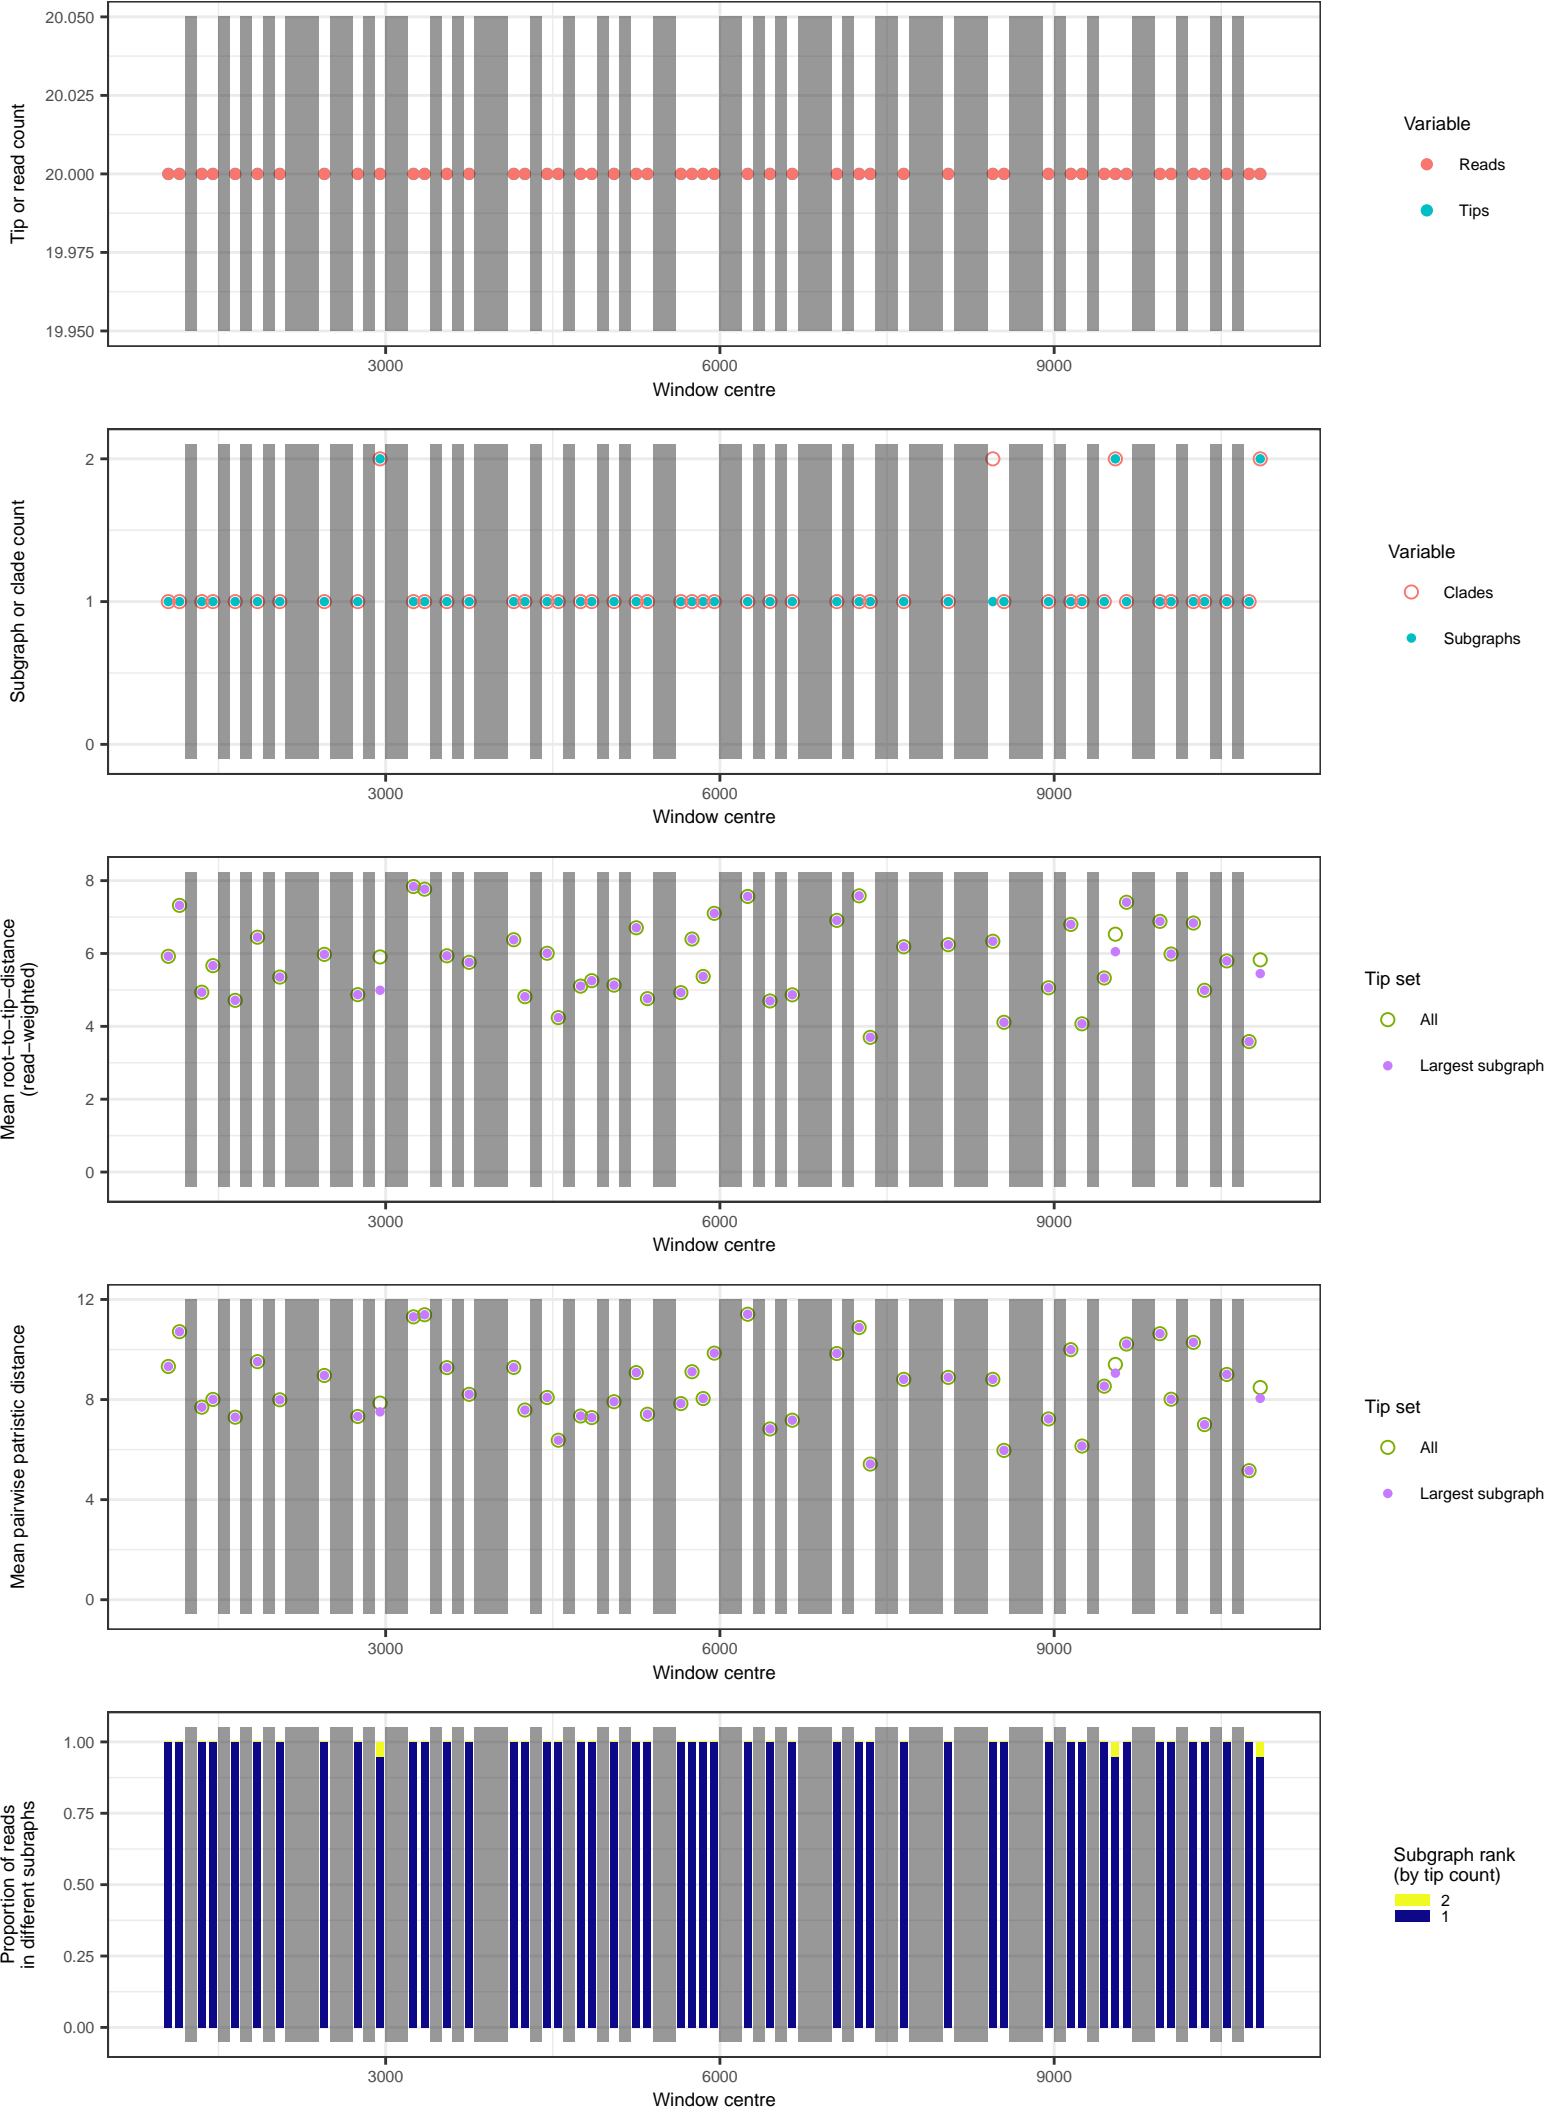 20.050
20.025
20.000
19.975
19.950
Tip or read count
3000 6000 9000
Window centre
Variable
Reads
Tips
2
1
0
Subgraph or clade count
3000 6000 9000
Window centre
Variable
Clades
Subgraphs
8
6
4
2
0
Mean root−to−tip−distance
(read−weighted)
3000 6000 9000
Window centre
Tip set
All
Largest subgraph
12
8
4
0
Mean pairwise patristic distance
3000 6000 9000
Window centre
Tip set
All
Largest subgraph
1.00
0.75
0.50
0.25
0.00
Proportion of reads
in different subraphs
3000 6000 9000
Window centre
Subgraph rank
(by tip count)
2
1